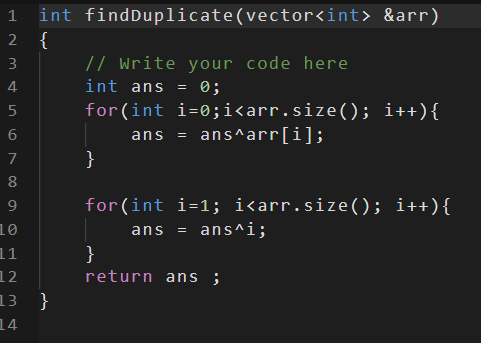 1 int findDuplicate(vector<int> &arr)
2 {
3     // Write your code here
4     int ans = 0;
5     for(int i=0;i<arr.size(); i++){
6         ans = ans^arr[i];
7     }
8
9     for(int i=1; i<arr.size(); i++){
10         ans = ans^i;
11     }
12     return ans ;
13 }
14